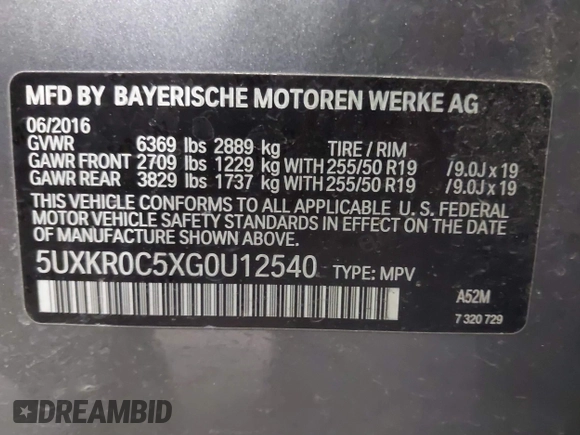 MFD BY BAYERISCHE MOTOREN WERKE AG
06/2016
GVWR 6369 lbs 2889 kg TIRE / RIM
GAWR FRONT 2709 lbs 1229 kg WITH 255/50 R19 /9.0J x 19
GAWR REAR 3829 lbs 1737 kg WITH 255/50 R19 /9.0J x 19
THIS VEHICLE CONFORMS TO ALL APPLICABLE U. S. FEDERAL
MOTOR VEHICLE SAFETY STANDARDS IN EFFECT ON THE
DATE OF MANUFACTURE.
5UXKR0C5XG0U12540 TYPE: MPV
A52M
7 320 729
DREAMBID